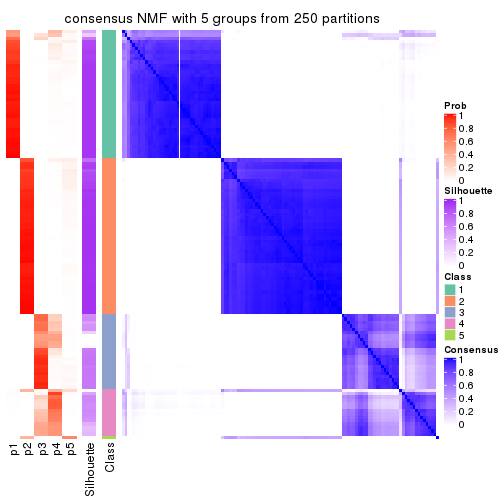 consensus NMF with 5 groups from 250 partitions
Prob
1
0.8
0.6
0.4
0.2
0
Silhouette
1
0.8
0.6
0.4
0.2
0
Class
1
2
3
4
5
Consensus
1
0.8
0.6
0.4
0.2
0
p1
p2
p3
p4
p5
Silhouette
Class